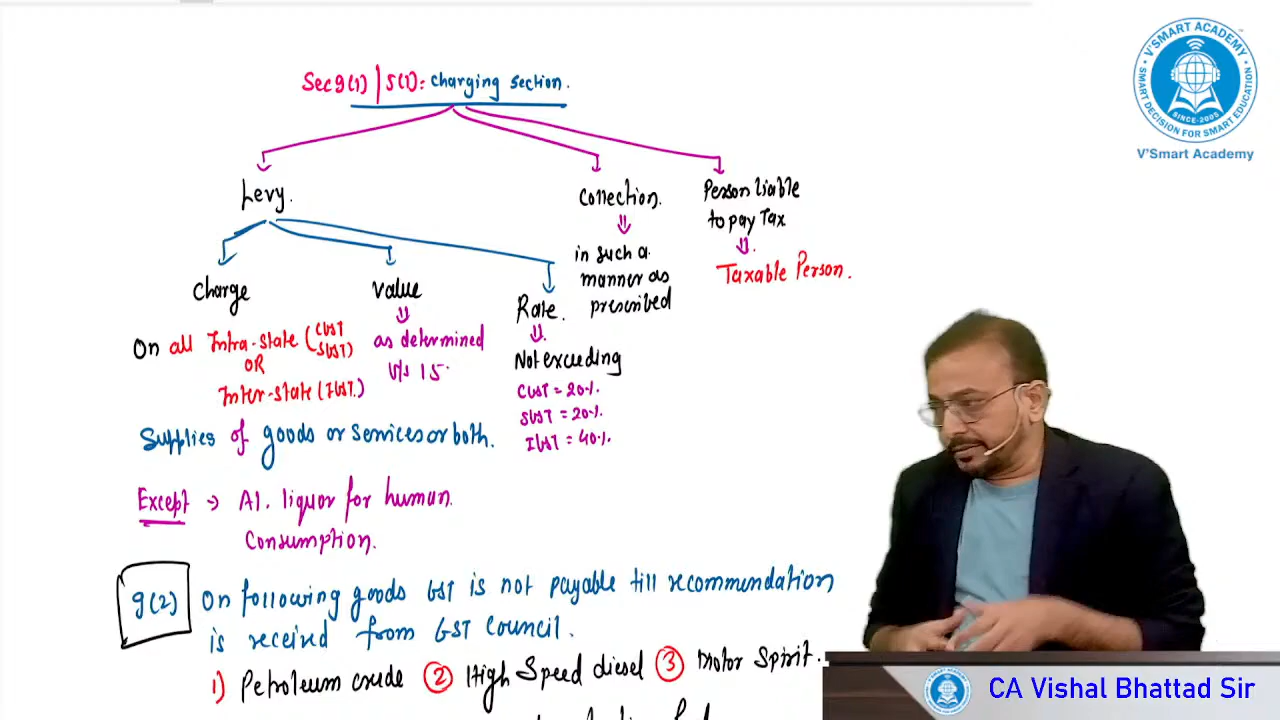 Sec 9(1) | 5(1): charging section.
Levy.
Collection
Person liable
to pay Tax
in such a
manner as
prescribed
Taxable Person.
Charge
Value
Rate
On all Intra-state (CGST
SGST)
OR
Inter-state (IGST)
as determined
U/s 15.
Not exceeding
CGST = 20%.
SGST = 20%.
IGST = 40%.
Supplies of goods or services or both.
Except → Al. liquor for human
Consumption.
9(2) On following goods GST is not payable till recommendation
is received from GST Council.
1) Petroleum crude ② High Speed diesel ③ Motor Spirit.
V'SMART ACADEMY
SMART DECISION FOR SMART EDUCATION
SINCE-2005
V'Smart Academy
CA Vishal Bhattad Sir